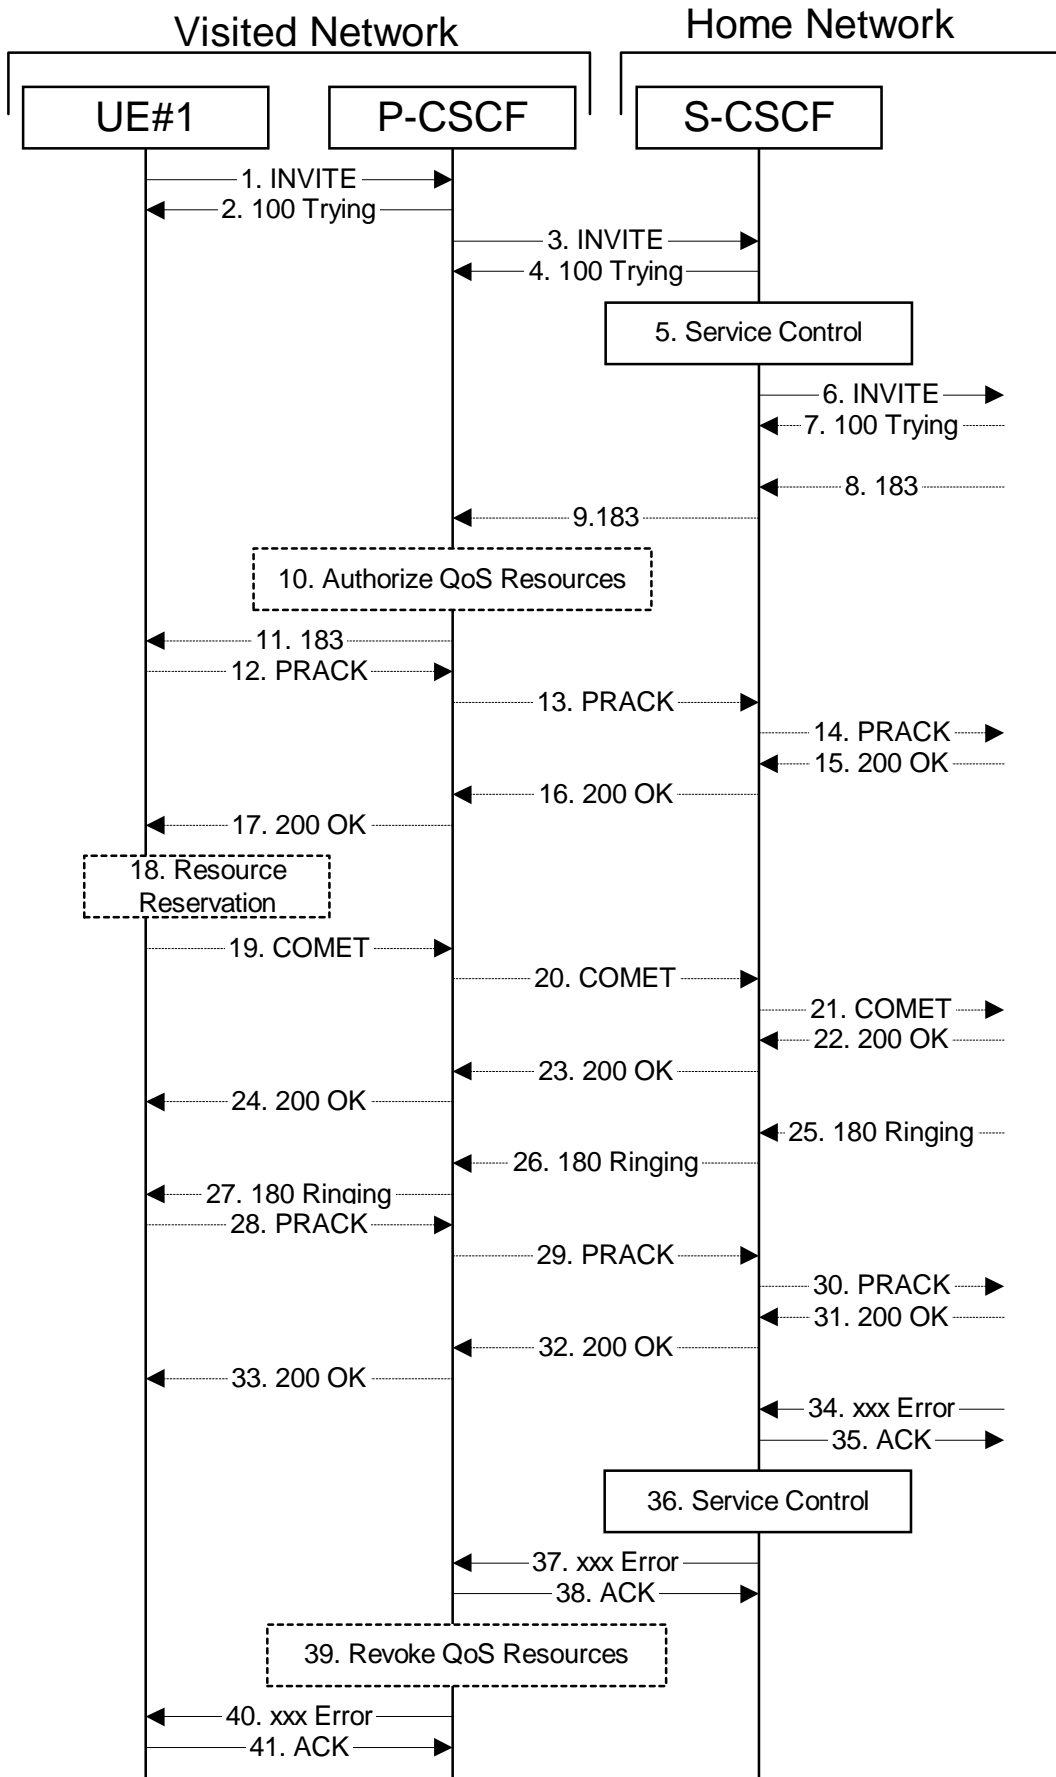 Visited Network
Home Network
UE#1
P-CSCF
S-CSCF
1. INVITE
2. 100 Trying
3. INVITE
4. 100 Trying
5. Service Control
6. INVITE
7. 100 Trying
8. 183
9.183
10. Authorize QoS Resources
11. 183
12. PRACK
13. PRACK
14. PRACK
15. 200 OK
16. 200 OK
17. 200 OK
18. Resource
Reservation
19. COMET
20. COMET
21. COMET
22. 200 OK
23. 200 OK
24. 200 OK
25. 180 Ringing
26. 180 Ringing
27. 180 Ringing
28. PRACK
29. PRACK
30. PRACK
31. 200 OK
32. 200 OK
33. 200 OK
34. xxx Error
35. ACK
36. Service Control
37. xxx Error
38. ACK
39. Revoke QoS Resources
40. xxx Error
41. ACK